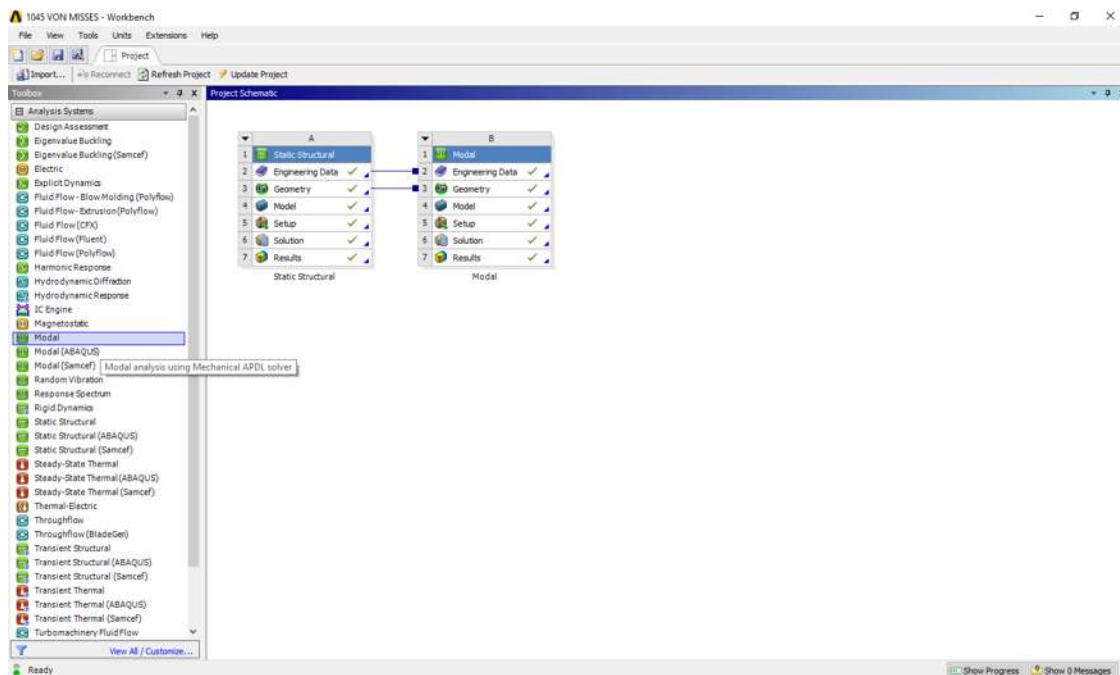 1045 VON MISSES - Workbench
File View Tools Units Extensions Help
Project
Import... Reconnect Refresh Project Update Project
Toolbox
Project Schematic
Analysis Systems
Design Assessment
Eigenvalue Buckling
Eigenvalue Buckling (Samcef)
Electric
Explicit Dynamics
Fluid Flow - Blow Molding (Polyflow)
Fluid Flow - Extrusion (Polyflow)
Fluid Flow (CFX)
Fluid Flow (Fluent)
Fluid Flow (Polyflow)
Harmonic Response
Hydrodynamic Diffraction
Hydrodynamic Response
IC Engine
Magnetostatic
Modal
Modal (ABAQUS)
Modal (Samcef)
Modal analysis using Mechanical APDL solver
Random Vibration
Response Spectrum
Rigid Dynamics
Static Structural
Static Structural (ABAQUS)
Static Structural (Samcef)
Steady-State Thermal
Steady-State Thermal (ABAQUS)
Steady-State Thermal (Samcef)
Thermal-Electric
Throughflow
Throughflow (BladeGen)
Transient Structural
Transient Structural (ABAQUS)
Transient Structural (Samcef)
Transient Thermal
Transient Thermal (ABAQUS)
Transient Thermal (Samcef)
Turbomachinery Fluid Flow
View All / Customize...
A
1 Static Structural
2 Engineering Data
3 Geometry
4 Model
5 Setup
6 Solution
7 Results
Static Structural
B
1 Modal
2 Engineering Data
3 Geometry
4 Model
5 Setup
6 Solution
7 Results
Modal
Ready
Show Progress Show 0 Messages